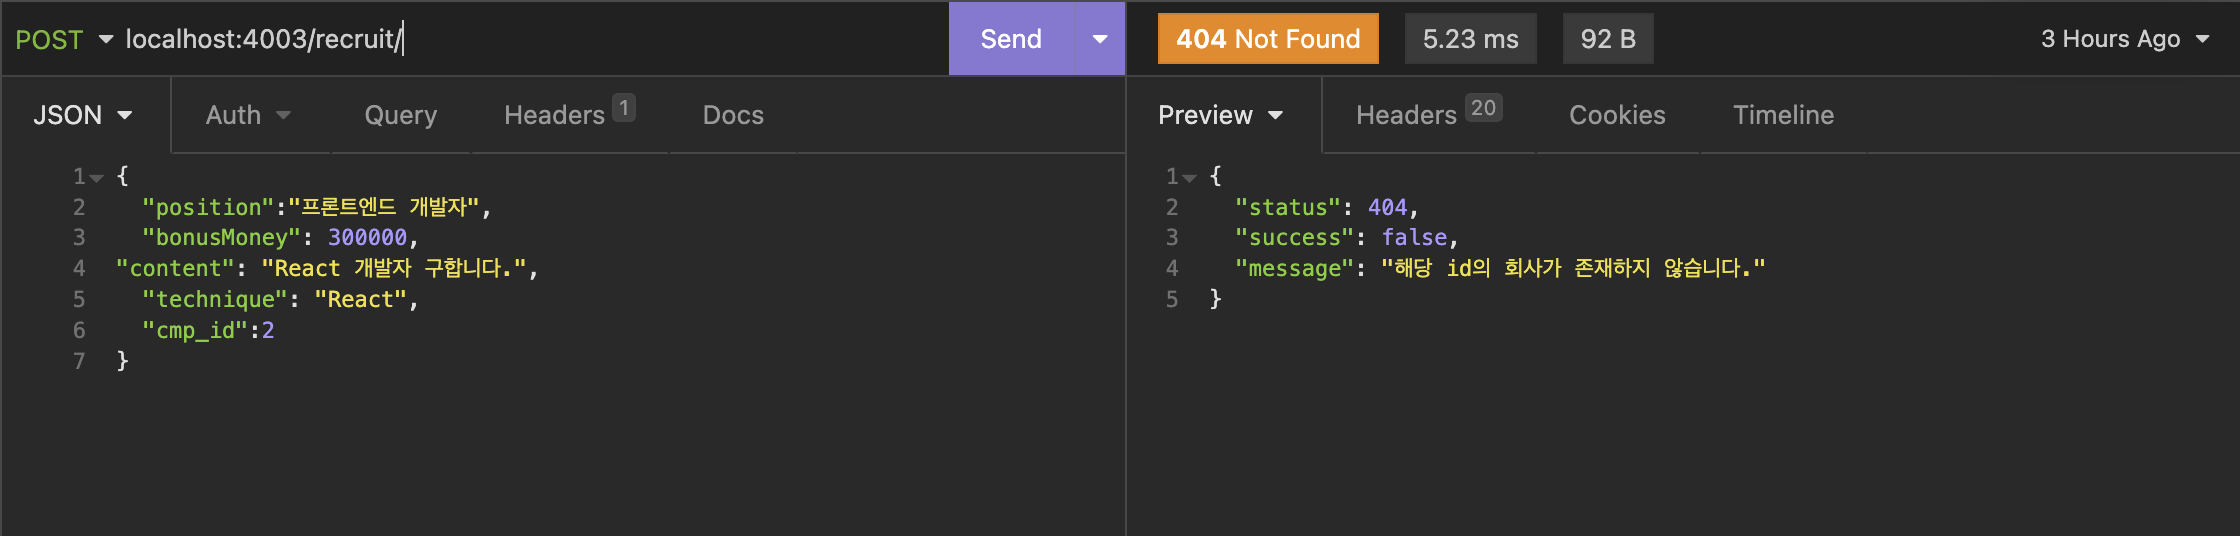 POST localhost:4003/recruit/ Send 404 Not Found 5.23 ms 92 B 3 Hours Ago
JSON Auth Query Headers 1 Docs
1 {
2 "position":"프론트엔드 개발자",
3 "bonusMoney": 300000,
4 "content": "React 개발자 구합니다.",
5 "technique": "React",
6 "cmp_id":2
7 }
Preview Headers 20 Cookies Timeline
1 {
2 "status": 404,
3 "success": false,
4 "message": "해당 id의 회사가 존재하지 않습니다."
5 }